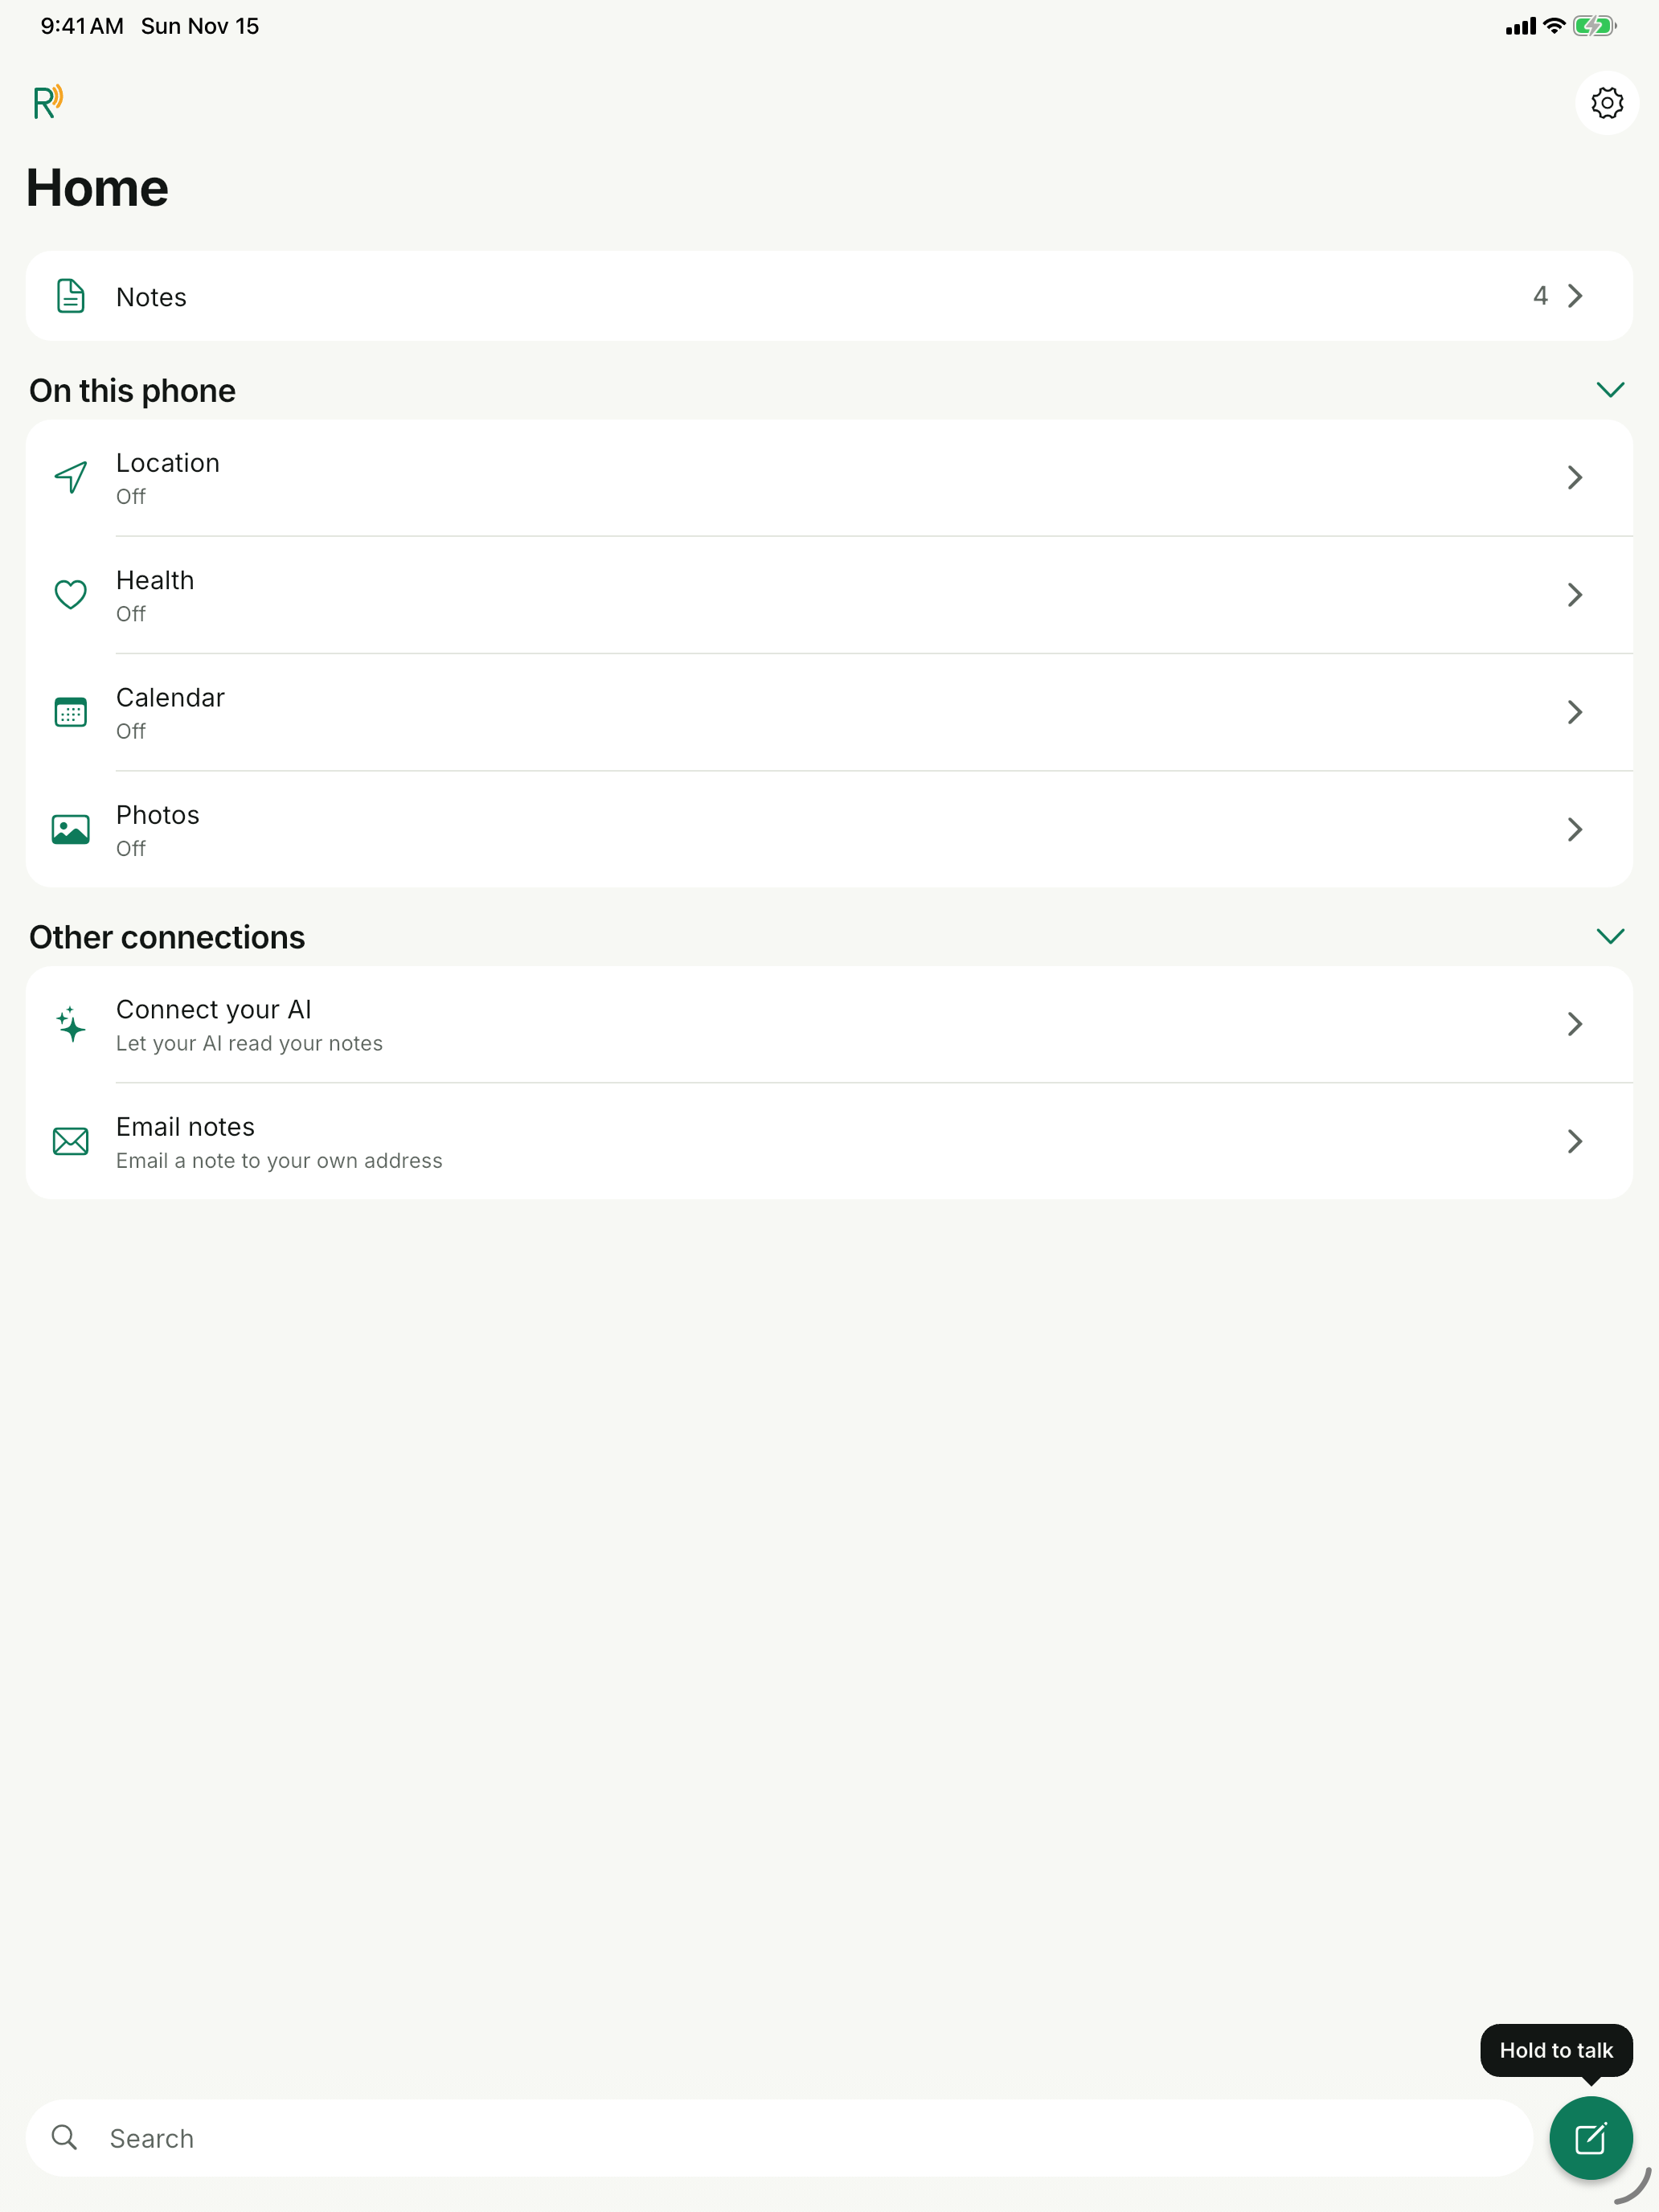 9:41 AM Sun Nov 15
R
Home
Notes 4
On this phone
Location
Off
Health
Off
Calendar
Off
Photos
Off
Other connections
Connect your AI
Let your AI read your notes
Email notes
Email a note to your own address
Hold to talk
Search